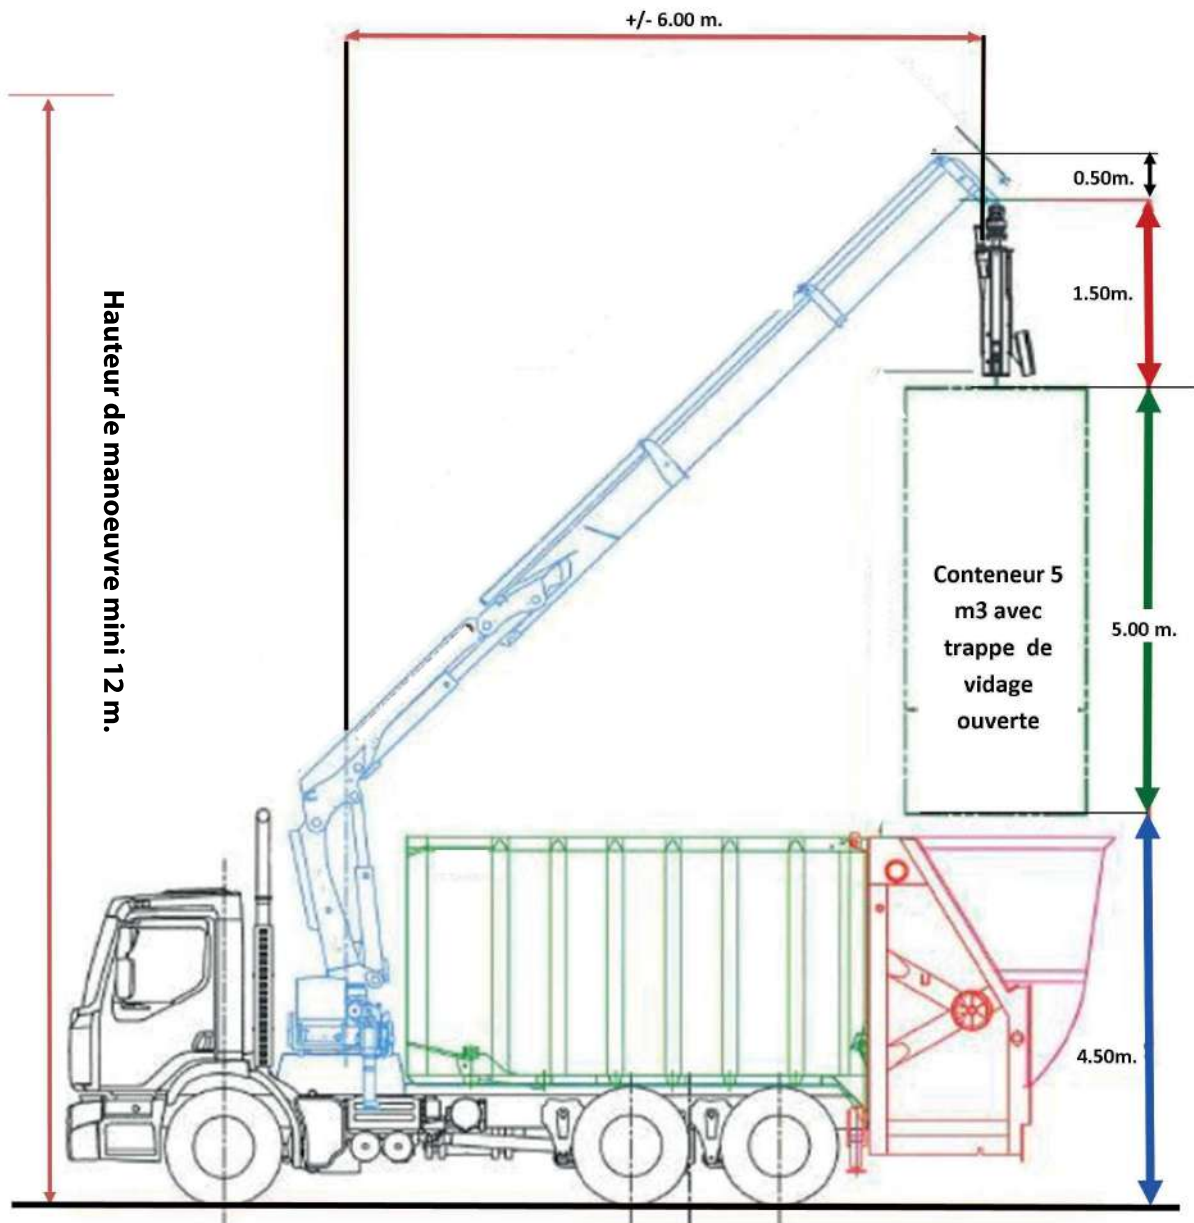 +/- 6.00 m.
0.50m.
1.50m.
Hauteur de manoeuvre mini 12 m.
Conteneur 5
m3 avec
trappe de
vidage
ouverte
5.00 m.
4.50m.